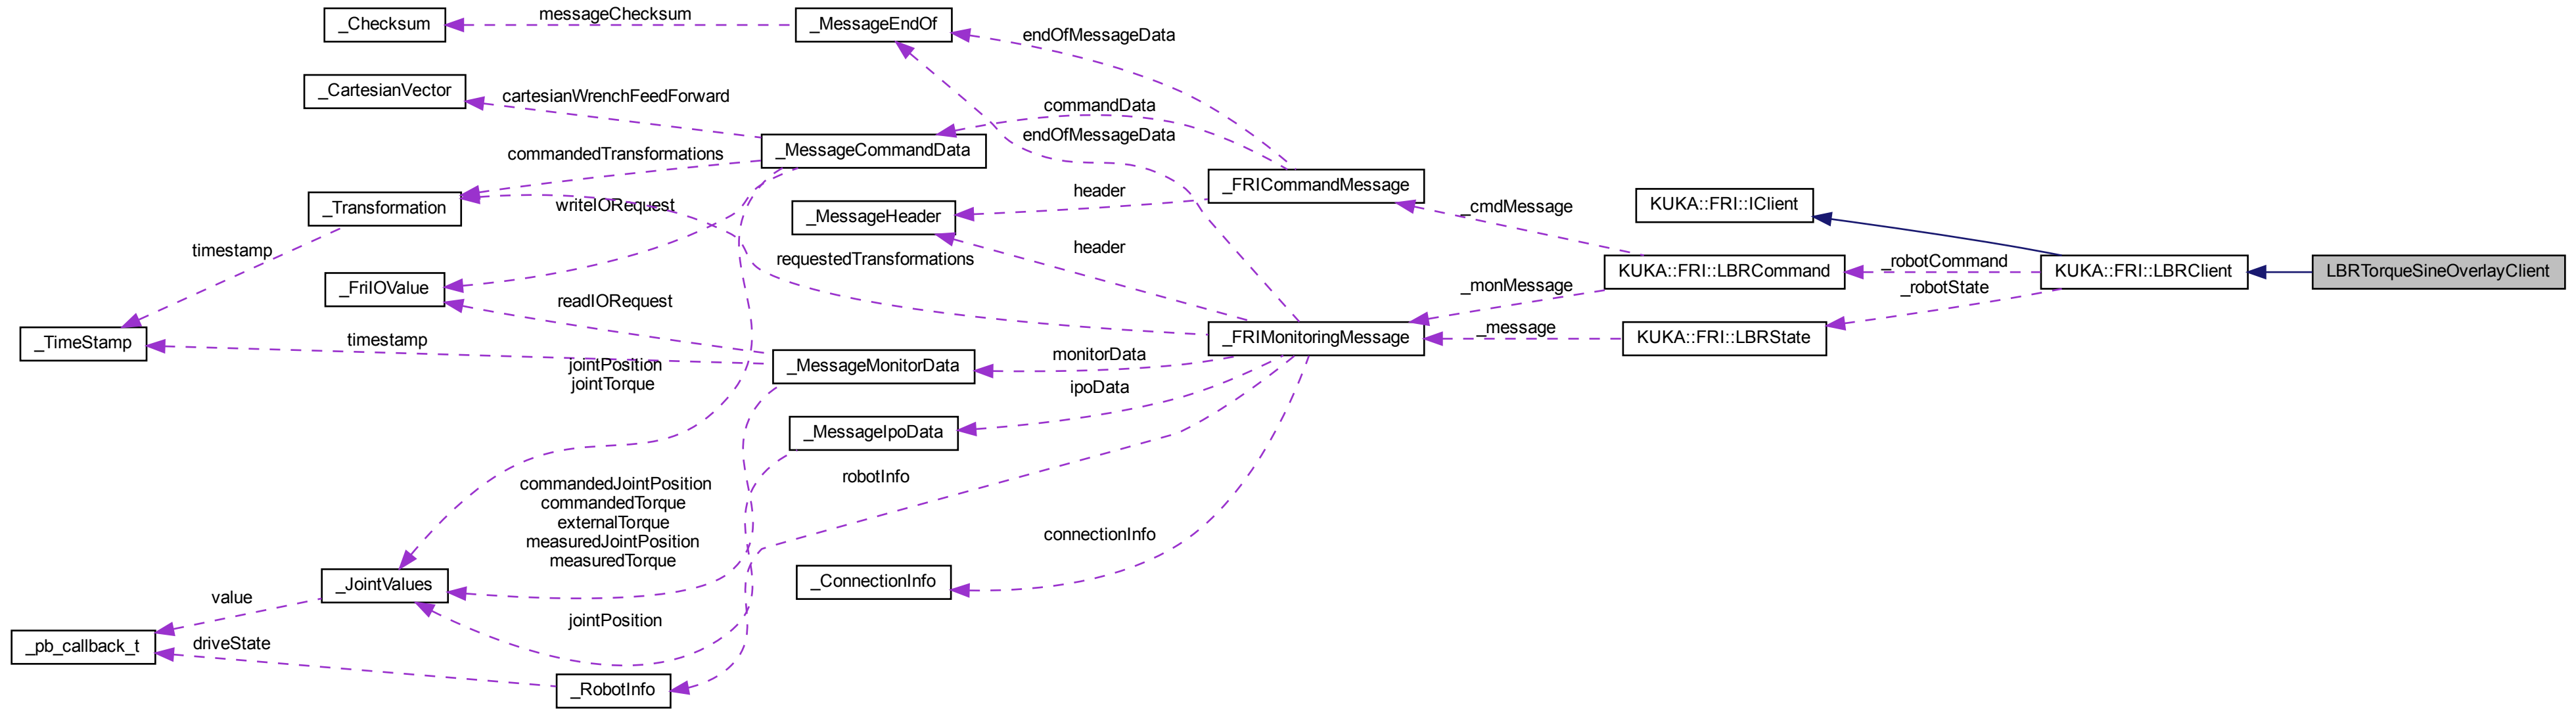 _Checksum
messageChecksum
_MessageEndOf
endOfMessageData
_CartesianVector
cartesianWrenchFeedForward
commandData
endOfMessageData
_MessageCommandData
commandedTransformations
_FRICommandMessage
header
_Transformation
writeIORequest
_MessageHeader
_cmdMessage
KUKA::FRI::IClient
timestamp
header
requestedTransformations
KUKA::FRI::LBRCommand
_robotCommand
KUKA::FRI::LBRClient
LBRTorqueSineOverlayClient
_FriIOValue
readIORequest
_monMessage
_robotState
_TimeStamp
timestamp
_FRIMonitoringMessage
_message
KUKA::FRI::LBRState
jointPosition
jointTorque
_MessageMonitorData
monitorData
ipoData
_MessageIpoData
robotInfo
commandedJointPosition
commandedTorque
externalTorque
measuredJointPosition
measuredTorque
connectionInfo
_JointValues
_ConnectionInfo
value
jointPosition
_pb_callback_t
driveState
_RobotInfo